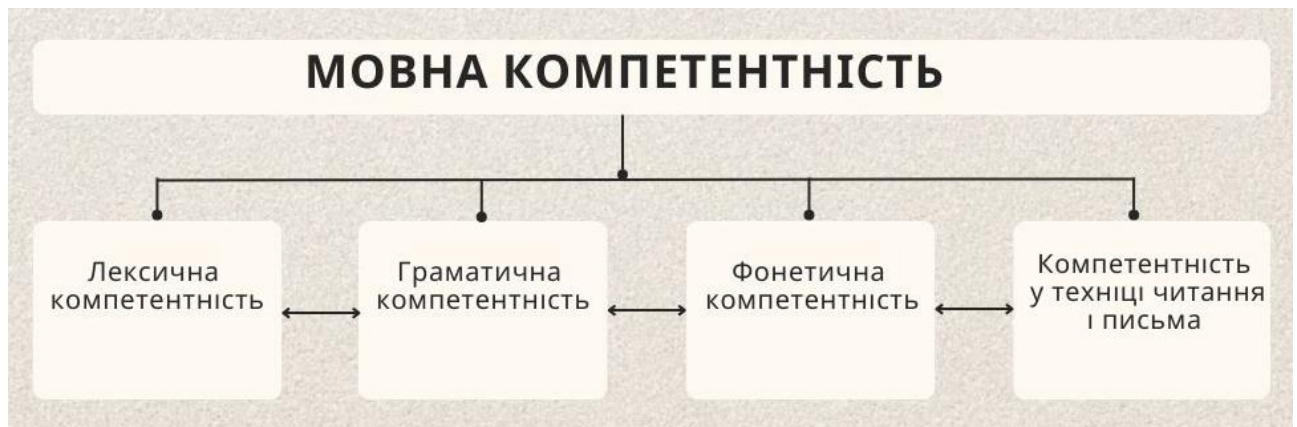 МОВНА КОМПЕТЕНТНІСТЬ
Лексична
компетентність
Граматична
компетентність
Фонетична
компетентність
Компетентність
у техніці читання
і письма